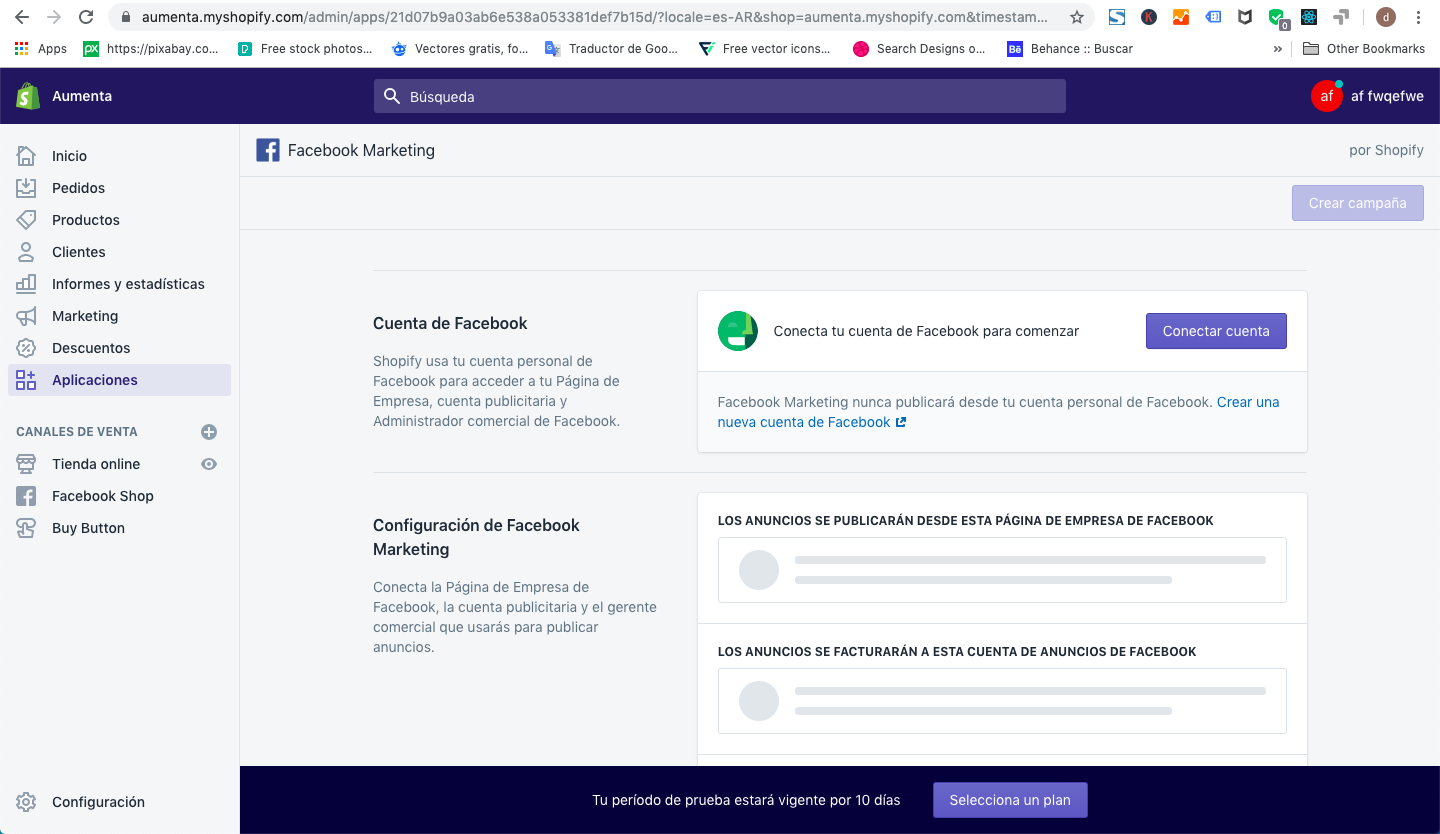 aumenta.myshopify.com/admin/apps/21d07b9a03ab6e538a053381def7b15d/?locale=es-AR&shop=aumenta.myshopify.com&timestam...
0
d
Apps
https://pixabay.co...
Free stock photos...
Vectores gratis, fo...
Traductor de Goo...
Free vector icons...
Search Designs o...
Behance :: Buscar
»
Other Bookmarks
Aumenta
Búsqueda
af
af fwqefwe
Inicio
Pedidos
Productos
Clientes
Informes y estadísticas
Marketing
Descuentos
Aplicaciones
CANALES DE VENTA
Tienda online
Facebook Shop
Buy Button
Configuración
Facebook Marketing
por Shopify
Crear campaña
Cuenta de Facebook
Shopify usa tu cuenta personal de
Facebook para acceder a tu Página de
Empresa, cuenta publicitaria y
Administrador comercial de Facebook.
Conecta tu cuenta de Facebook para comenzar
Conectar cuenta
Facebook Marketing nunca publicará desde tu cuenta personal de Facebook. Crear una
nueva cuenta de Facebook
Configuración de Facebook
Marketing
Conecta la Página de Empresa de
Facebook, la cuenta publicitaria y el gerente
comercial que usarás para publicar
anuncios.
LOS ANUNCIOS SE PUBLICARÁN DESDE ESTA PÁGINA DE EMPRESA DE FACEBOOK
LOS ANUNCIOS SE FACTURARÁN A ESTA CUENTA DE ANUNCIOS DE FACEBOOK
Tu período de prueba estará vigente por 10 días
Selecciona un plan